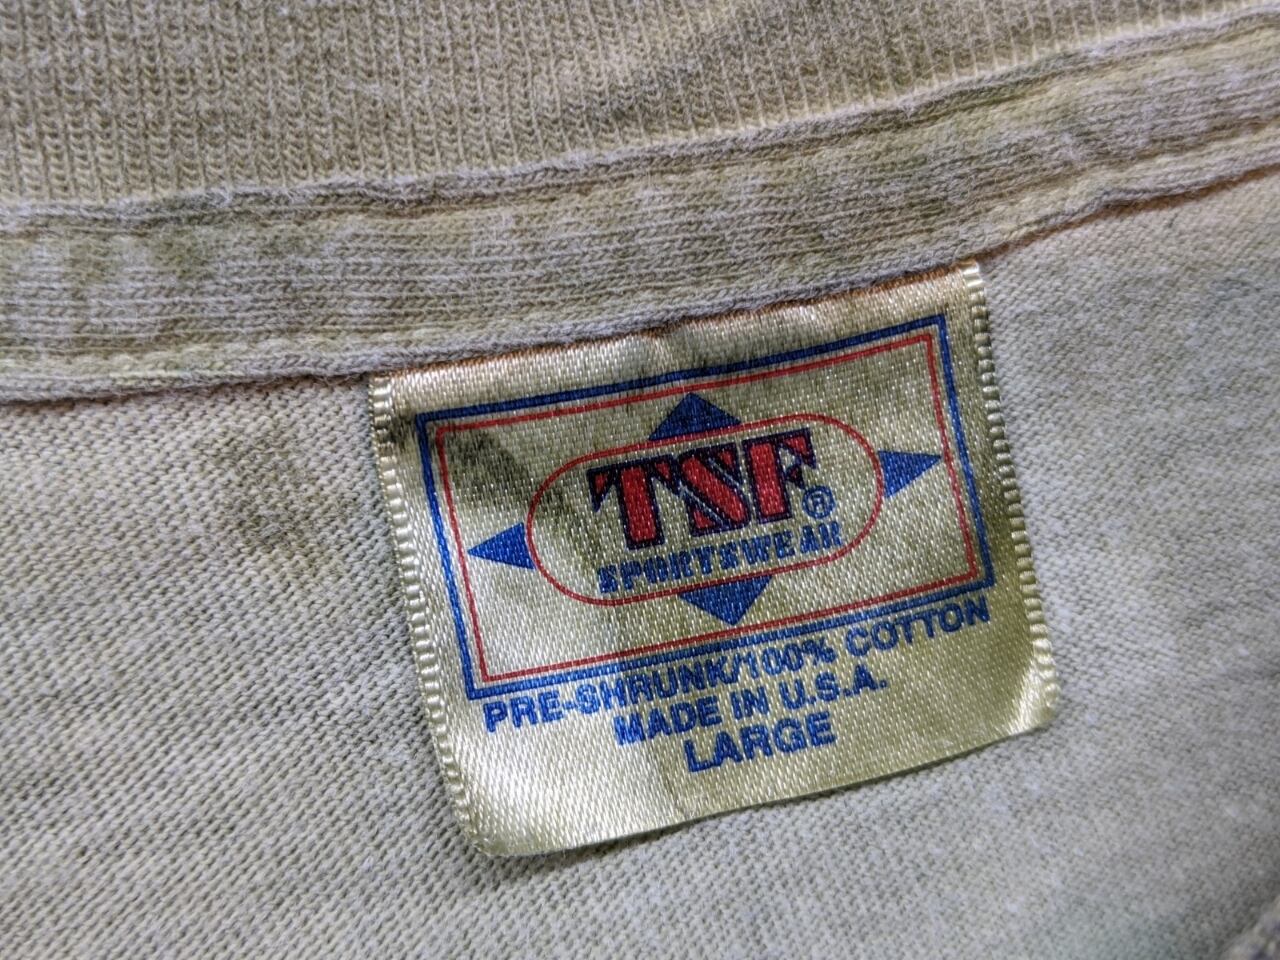 TSF®
SPORTSWEAR
PRE-SHRUNK/100% COTTON
MADE IN U.S.A.
LARGE